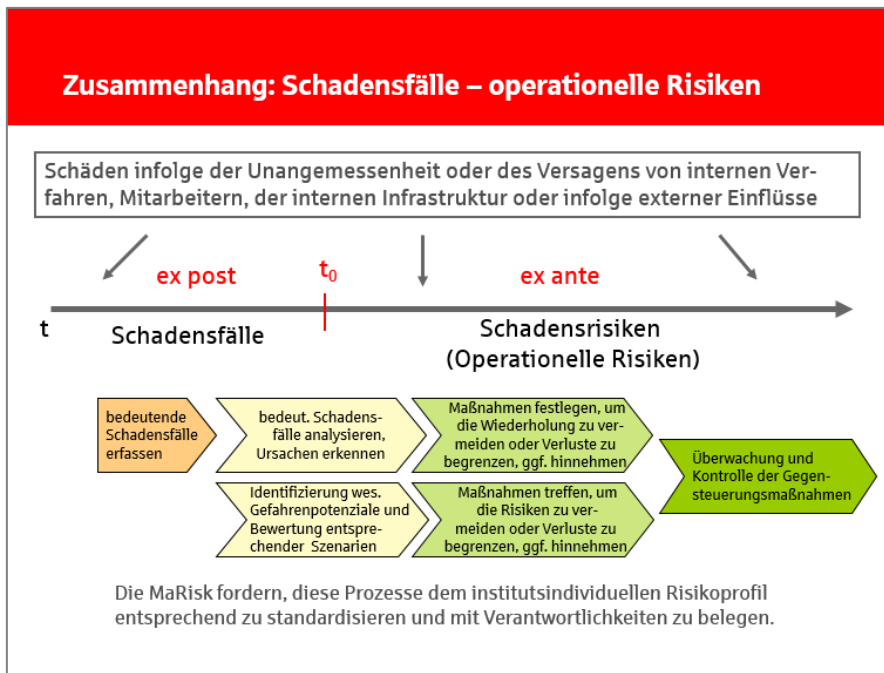 Zusammenhang: Schadensfälle – operationelle Risiken
Schäden infolge der Unangemessenheit oder des Versagens von internen Ver-
fahren, Mitarbeitern, der internen Infrastruktur oder infolge externer Einflüsse
ex post
t₀
ex ante
t
Schadensfälle
Schadensrisiken
(Operationelle Risiken)
bedeutende
Schadensfälle
erfassen
bedeut. Schadens-
fälle analysieren,
Ursachen erkennen
Maßnahmen festlegen, um
die Wiederholung zu ver-
meiden oder Verluste zu
begrenzen, ggf. hinnehmen
Identifizierung wes.
Gefahrenpotenziale und
Bewertung entspre-
chender Szenarien
Maßnahmen treffen, um
die Risiken zu ver-
meiden oder Verluste zu
begrenzen, ggf. hinnehmen
Überwachung und
Kontrolle der Gegen-
steuerungsmaßnahmen
Die MaRisk fordern, diese Prozesse dem institutsindividuellen Risikoprofil
entsprechend zu standardisieren und mit Verantwortlichkeiten zu belegen.